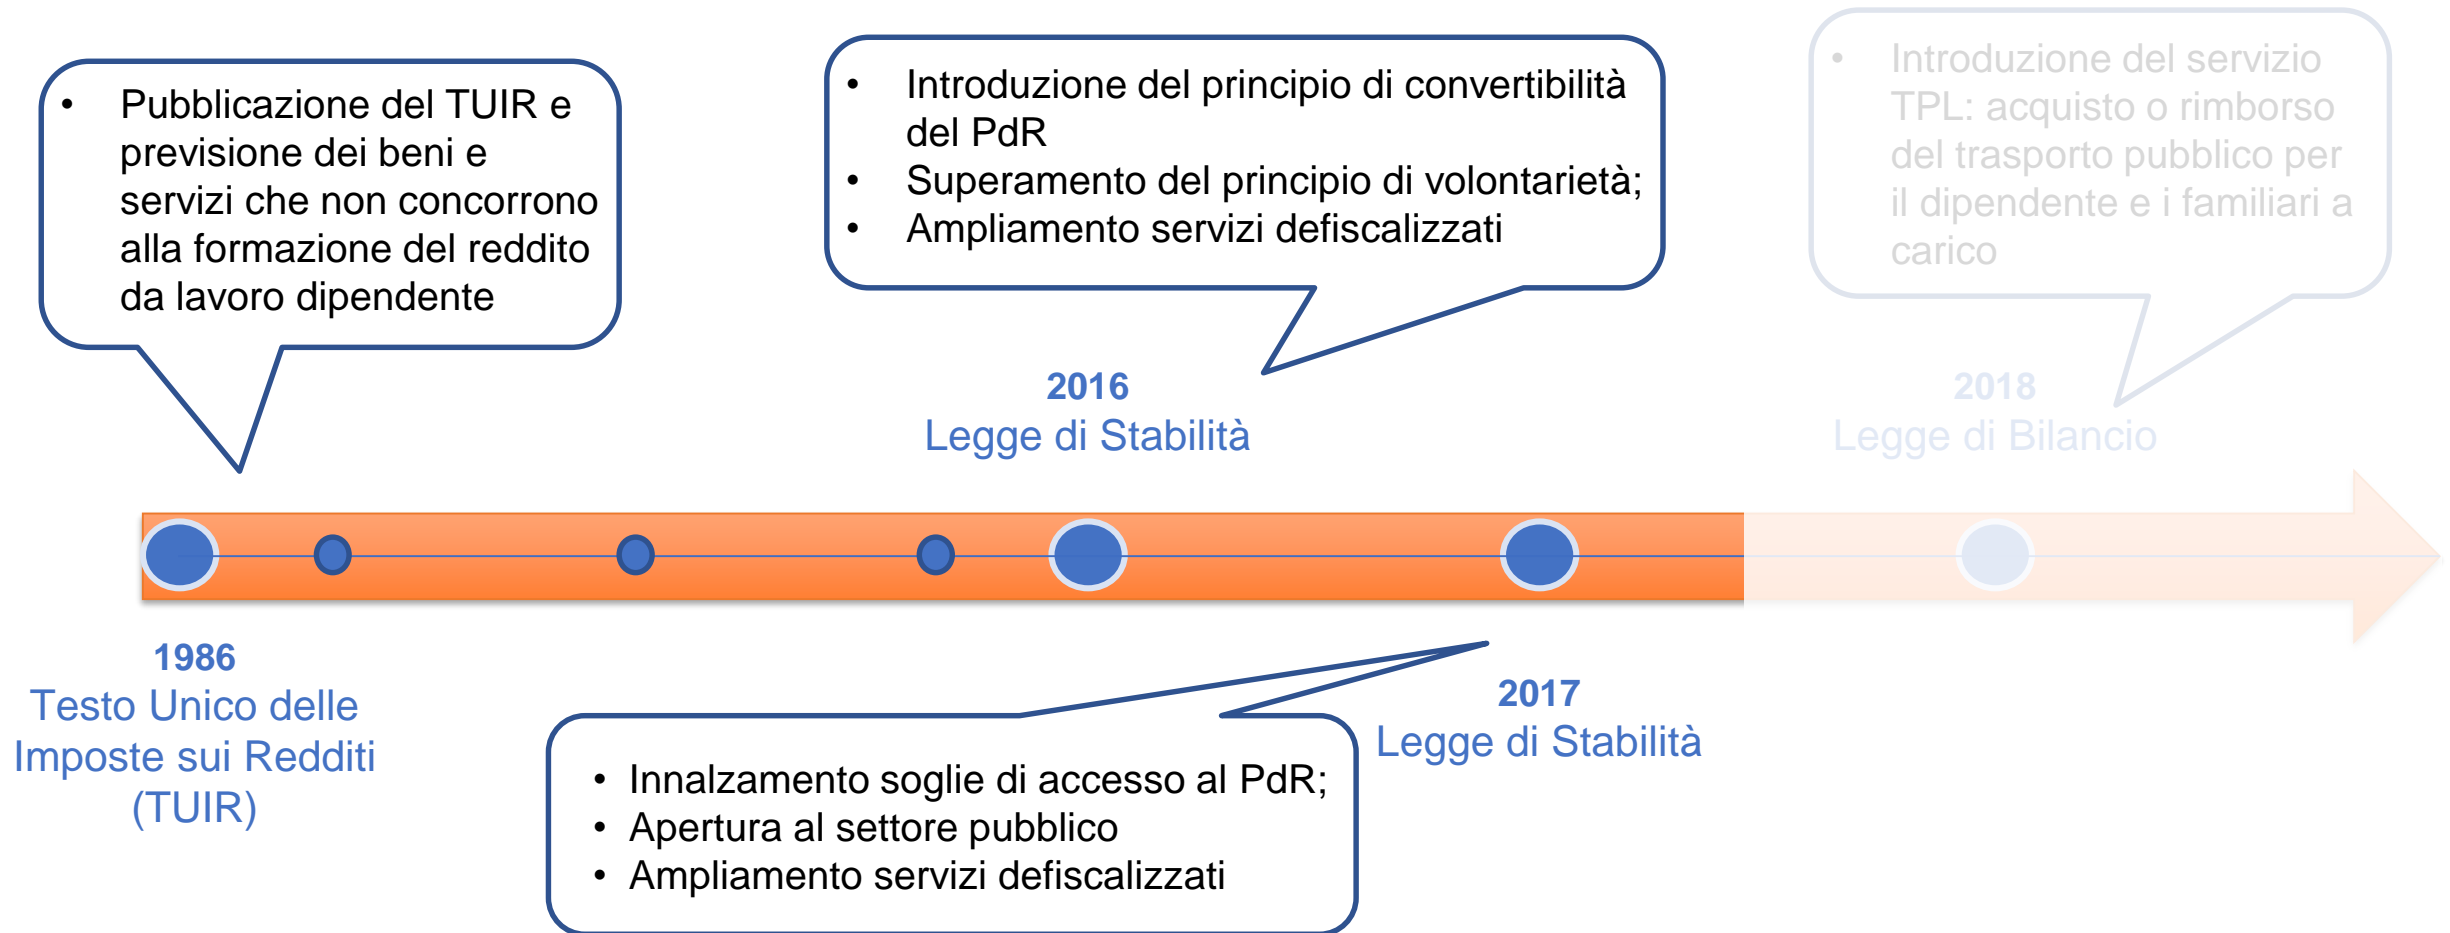 • Pubblicazione del TUIR e
previsione dei beni e
servizi che non concorrono
alla formazione del reddito
da lavoro dipendente
• Introduzione del principio di convertibilità
del PdR
• Superamento del principio di volontarietà;
• Ampliamento servizi defiscalizzati
• Introduzione del servizio
TPL: acquisto o rimborso
del trasporto pubblico per
il dipendente e i familiari a
carico
2016
Legge di Stabilità
2018
Legge di Bilancio
1986
Testo Unico delle
Imposte sui Redditi
(TUIR)
2017
Legge di Stabilità
• Innalzamento soglie di accesso al PdR;
• Apertura al settore pubblico
• Ampliamento servizi defiscalizzati